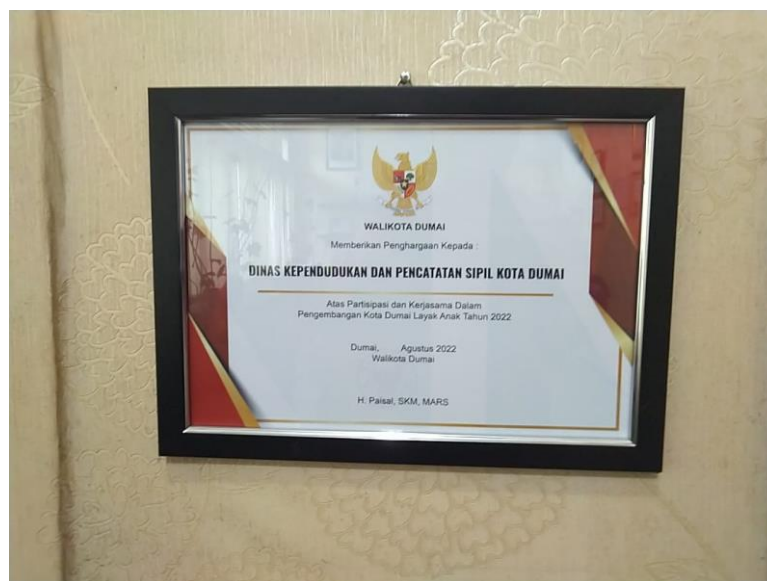 WALIKOTA DUMAI
Memberikan Penghargaan Kepada :
DINAS KEPENDUDUKAN DAN PENCATATAN SIPIL KOTA DUMAI
Atas Partisipasi dan Kerjasama Dalam
Pengembangan Kota Dumai Layak Anak Tahun 2022
Dumai, Agustus 2022
Walikota Dumai
H. Paisal, SKM, MARS